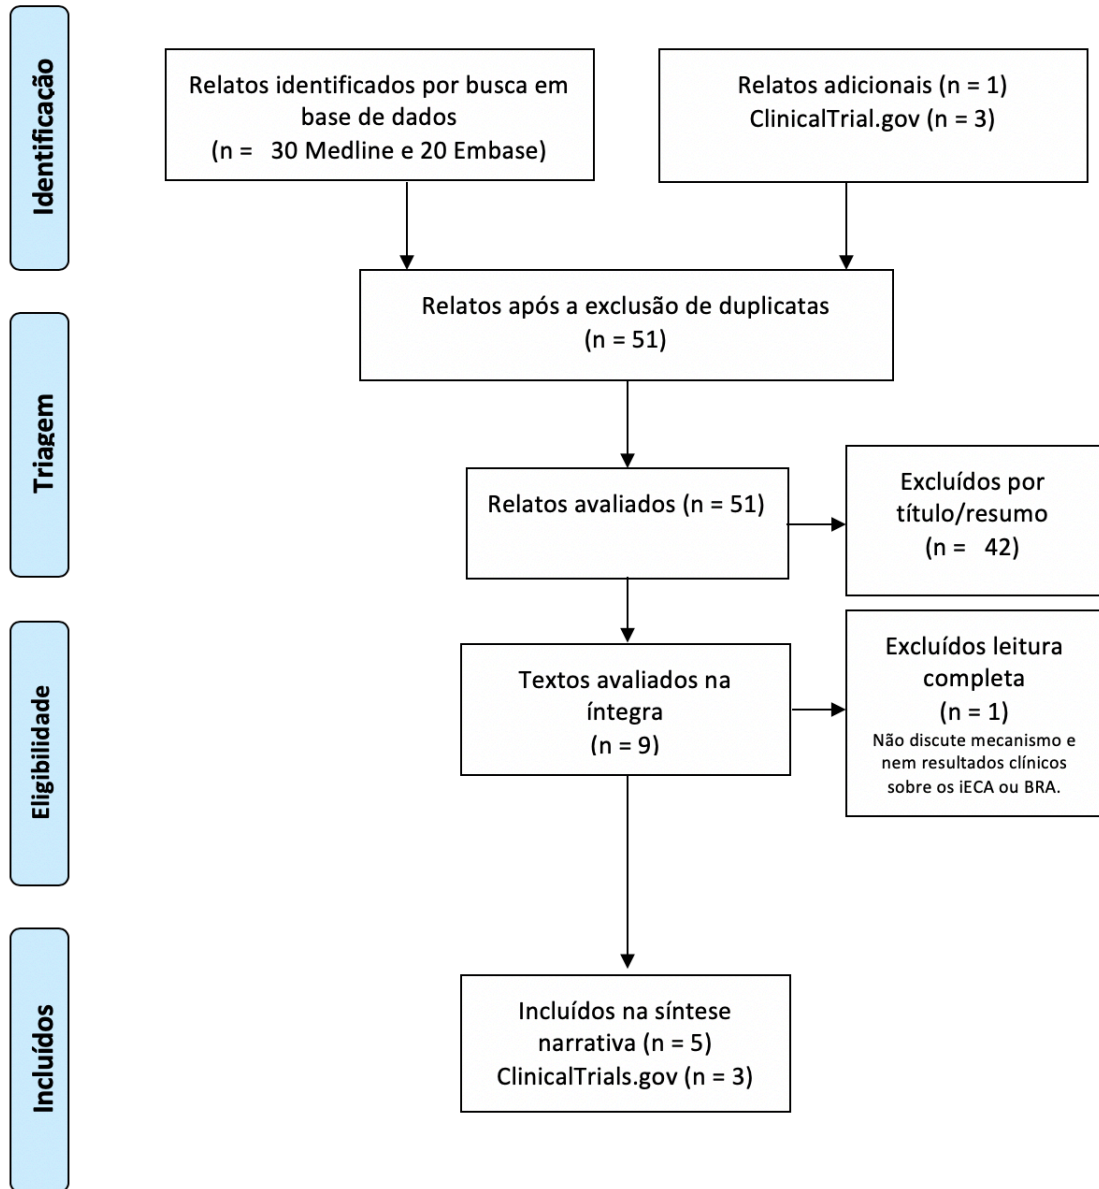 Identificação
Relatos identificados por busca em
base de dados
(n =   30 Medline e 20 Embase)
Relatos adicionais (n = 1)
ClinicalTrial.gov (n = 3)
Relatos após a exclusão de duplicatas
(n = 51)
Triagem
Relatos avaliados (n = 51)
Excluídos por
título/resumo
(n =   42)
Eligibilidade
Textos avaliados na
íntegra
(n = 9)
Excluídos leitura
completa
(n = 1)
Não discute mecanismo e
nem resultados clínicos
sobre os iECA ou BRA.
Incluídos
Incluídos na síntese
narrativa (n = 5)
ClinicalTrials.gov (n = 3)